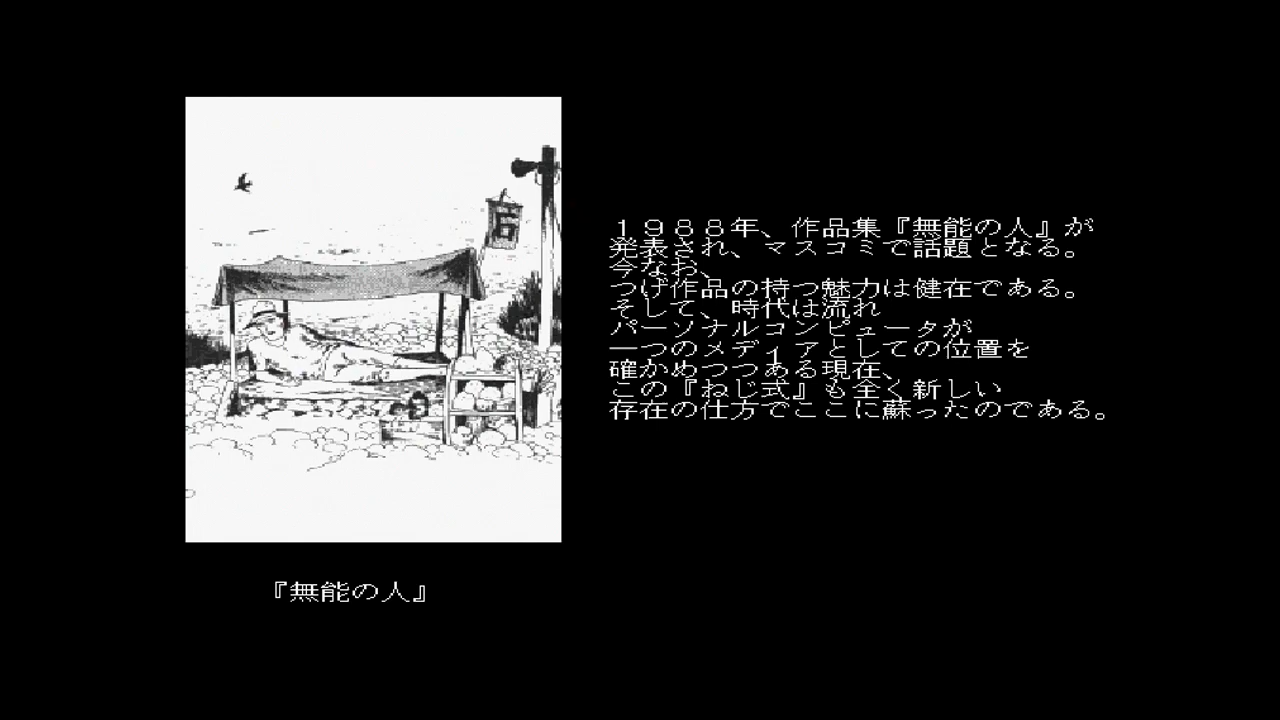 石
１９８８年、作品集『無能の人』が
発表され、マスコミで話題となる。
今なお、
つげ作品の持つ魅力は健在である。
そして、時代は流れ
パーソナルコンピュータが
一つのメディアとしての位置を
確かめつつある現在、
この『ねじ式』も全く新しい
存在の仕方でここに蘇ったのである。
『無能の人』